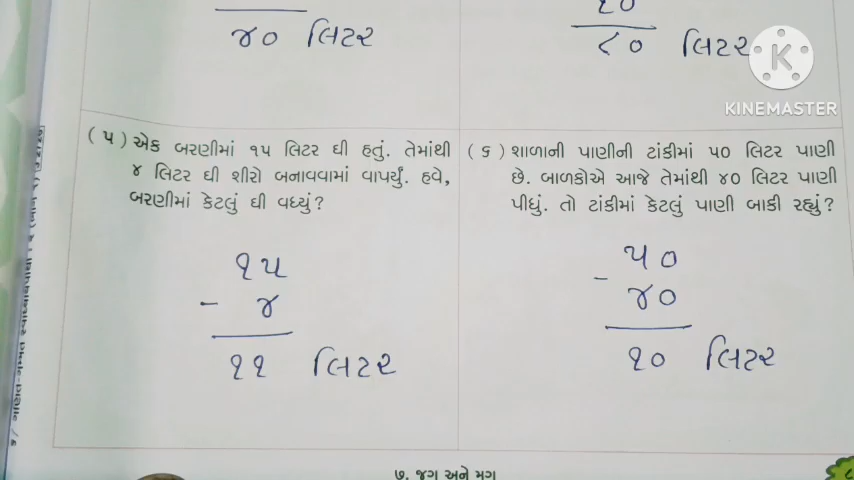 ૪૦ લિટર
૧૦
૮૦ લિટર
KINEMASTER
(૫) એક બરણીમાં ૧૫ લિટર ઘી હતું. તેમાંથી
૪ લિટર ઘી શીરો બનાવવામાં વાપર્યું. હવે,
બરણીમાં કેટલું ઘી વધ્યું?
૧૫
- ૪
૧૧ લિટર
(૬) શાળાની પાણીની ટાંકીમાં ૫૦ લિટર પાણી
છે. બાળકોએ આજે તેમાંથી ૪૦ લિટર પાણી
પીધું. તો ટાંકીમાં કેટલું પાણી બાકી રહ્યું?
૫૦
- ૪૦
૧૦ લિટર
૭. જગ અને મગ